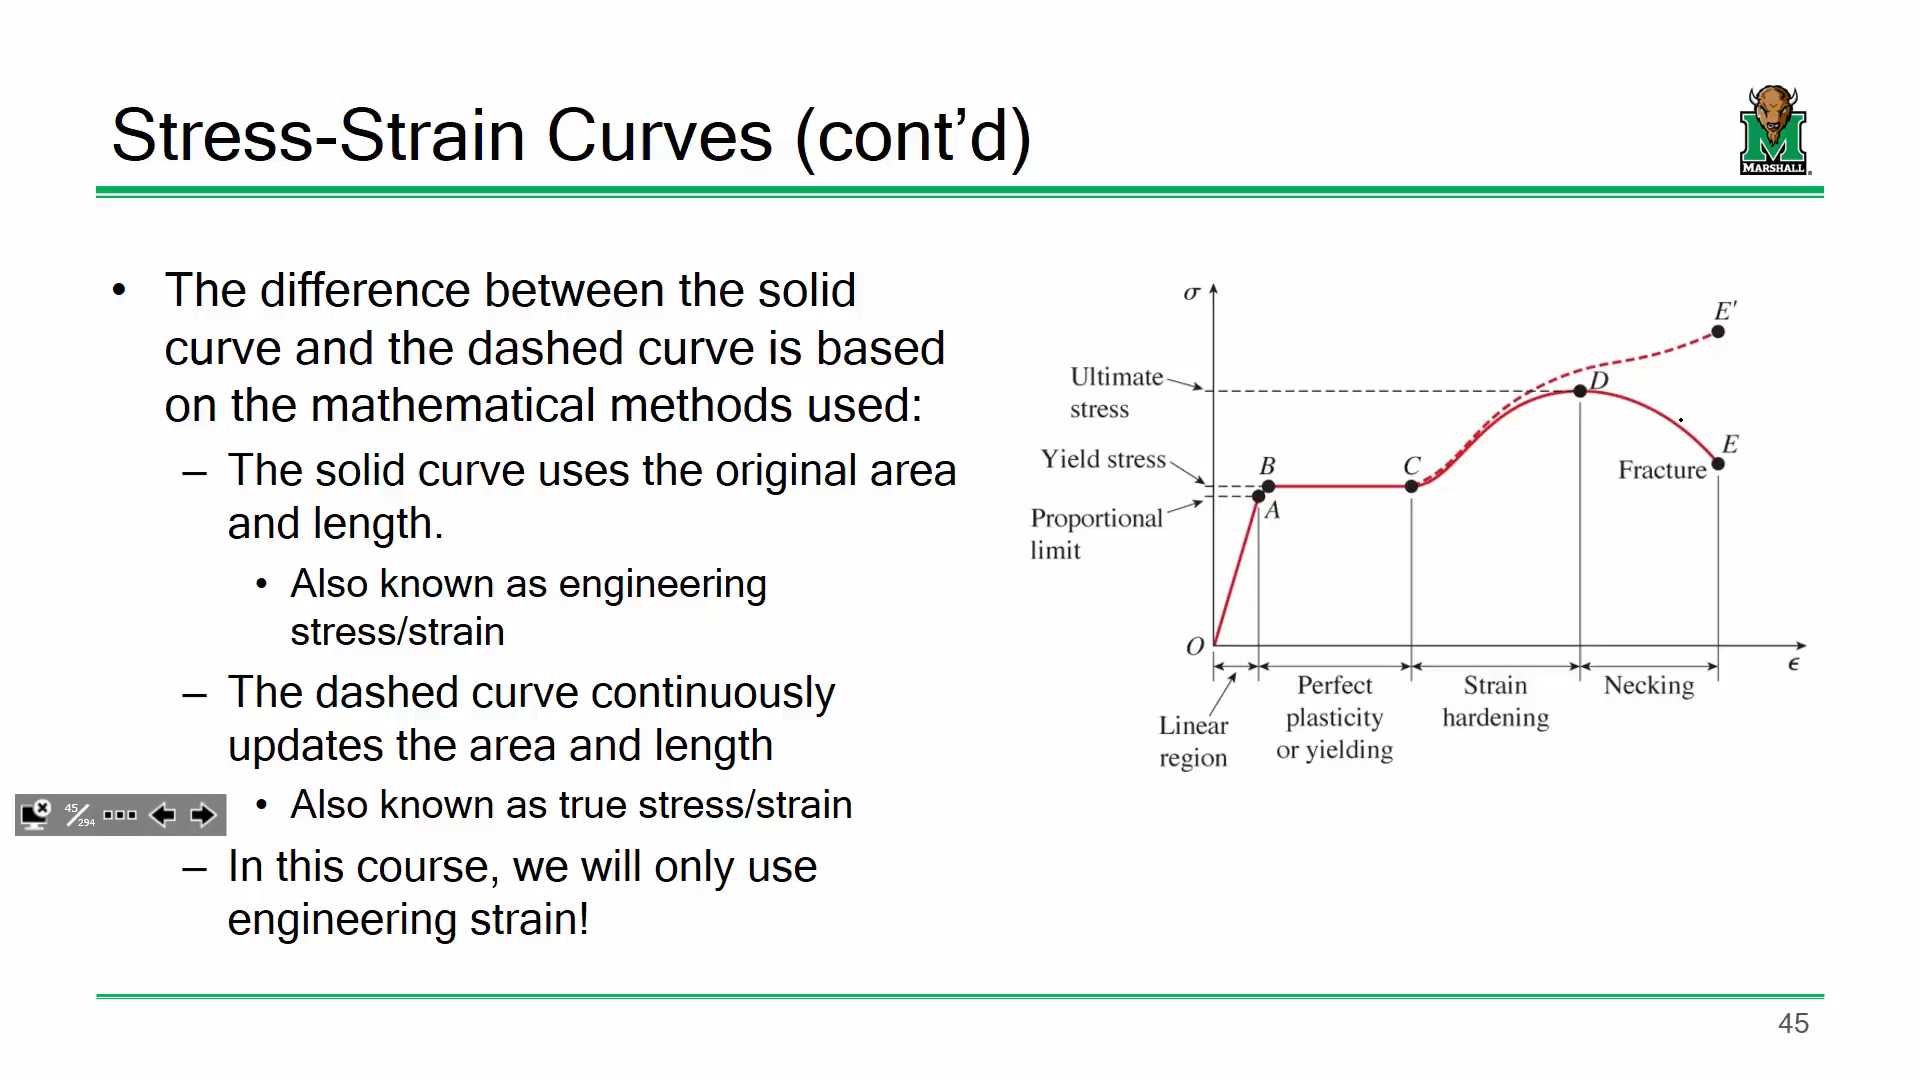 Stress-Strain Curves (cont’d)
MARSHALL
®
• The difference between the solid
curve and the dashed curve is based
on the mathematical methods used:
– The solid curve uses the original area
and length.
• Also known as engineering
stress/strain
– The dashed curve continuously
updates the area and length
• Also known as true stress/strain
– In this course, we will only use
engineering strain!
σ
E'
Ultimate
stress
D
Yield stress
B
C
E
Fracture
A
Proportional
limit
O
ϵ
Linear
region
Perfect
plasticity
or yielding
Strain
hardening
Necking
45/294
45